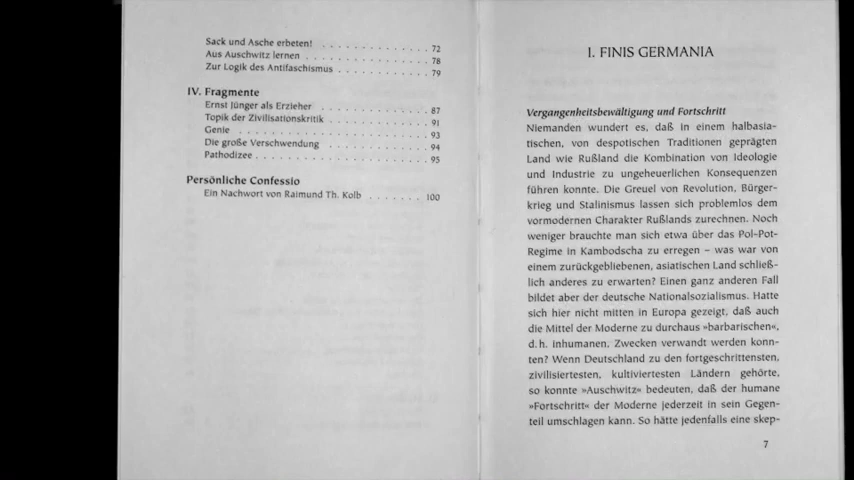 Sack und Asche erbeten! . . . . . . . . . . . . . 72
Aus Auschwitz lernen . . . . . . . . . . . . . . . 78
Zur Logik des Antifaschismus . . . . . . . . . . . 79
IV. Fragmente
Ernst Jünger als Erzieher . . . . . . . . . . . . . 87
Topik der Zivilisationskritik . . . . . . . . . . . . 91
Genie . . . . . . . . . . . . . . . . . . . . . . 93
Die große Verschwendung . . . . . . . . . . . . 94
Pathodizee . . . . . . . . . . . . . . . . . . . . 95
Persönliche Confessio
Ein Nachwort von Raimund Th. Kolb . . . . . . . 100
I. FINIS GERMANIA
Vergangenheitsbewältigung und Fortschritt
Niemanden wundert es, daß in einem halbasia-
tischen, von despotischen Traditionen geprägten
Land wie Rußland die Kombination von Ideologie
und Industrie zu ungeheuerlichen Konsequenzen
führen konnte. Die Greuel von Revolution, Bürger-
krieg und Stalinismus lassen sich problemlos dem
vormodernen Charakter Rußlands zurechnen. Noch
weniger brauchte man sich etwa über das Pol-Pot-
Regime in Kambodscha zu erregen – was war von
einem zurückgebliebenen, asiatischen Land schließ-
lich anderes zu erwarten? Einen ganz anderen Fall
bildet aber der deutsche Nationalsozialismus. Hatte
sich hier nicht mitten in Europa gezeigt, daß auch
die Mittel der Moderne zu durchaus »barbarischen«,
d. h. inhumanen, Zwecken verwandt werden konn-
ten? Wenn Deutschland zu den fortgeschrittensten,
zivilisiertesten, kultiviertesten Ländern gehörte,
so konnte »Auschwitz« bedeuten, daß der humane
»Fortschritt« der Moderne jederzeit in sein Gegen-
teil umschlagen kann. So hätte jedenfalls eine skep-
7